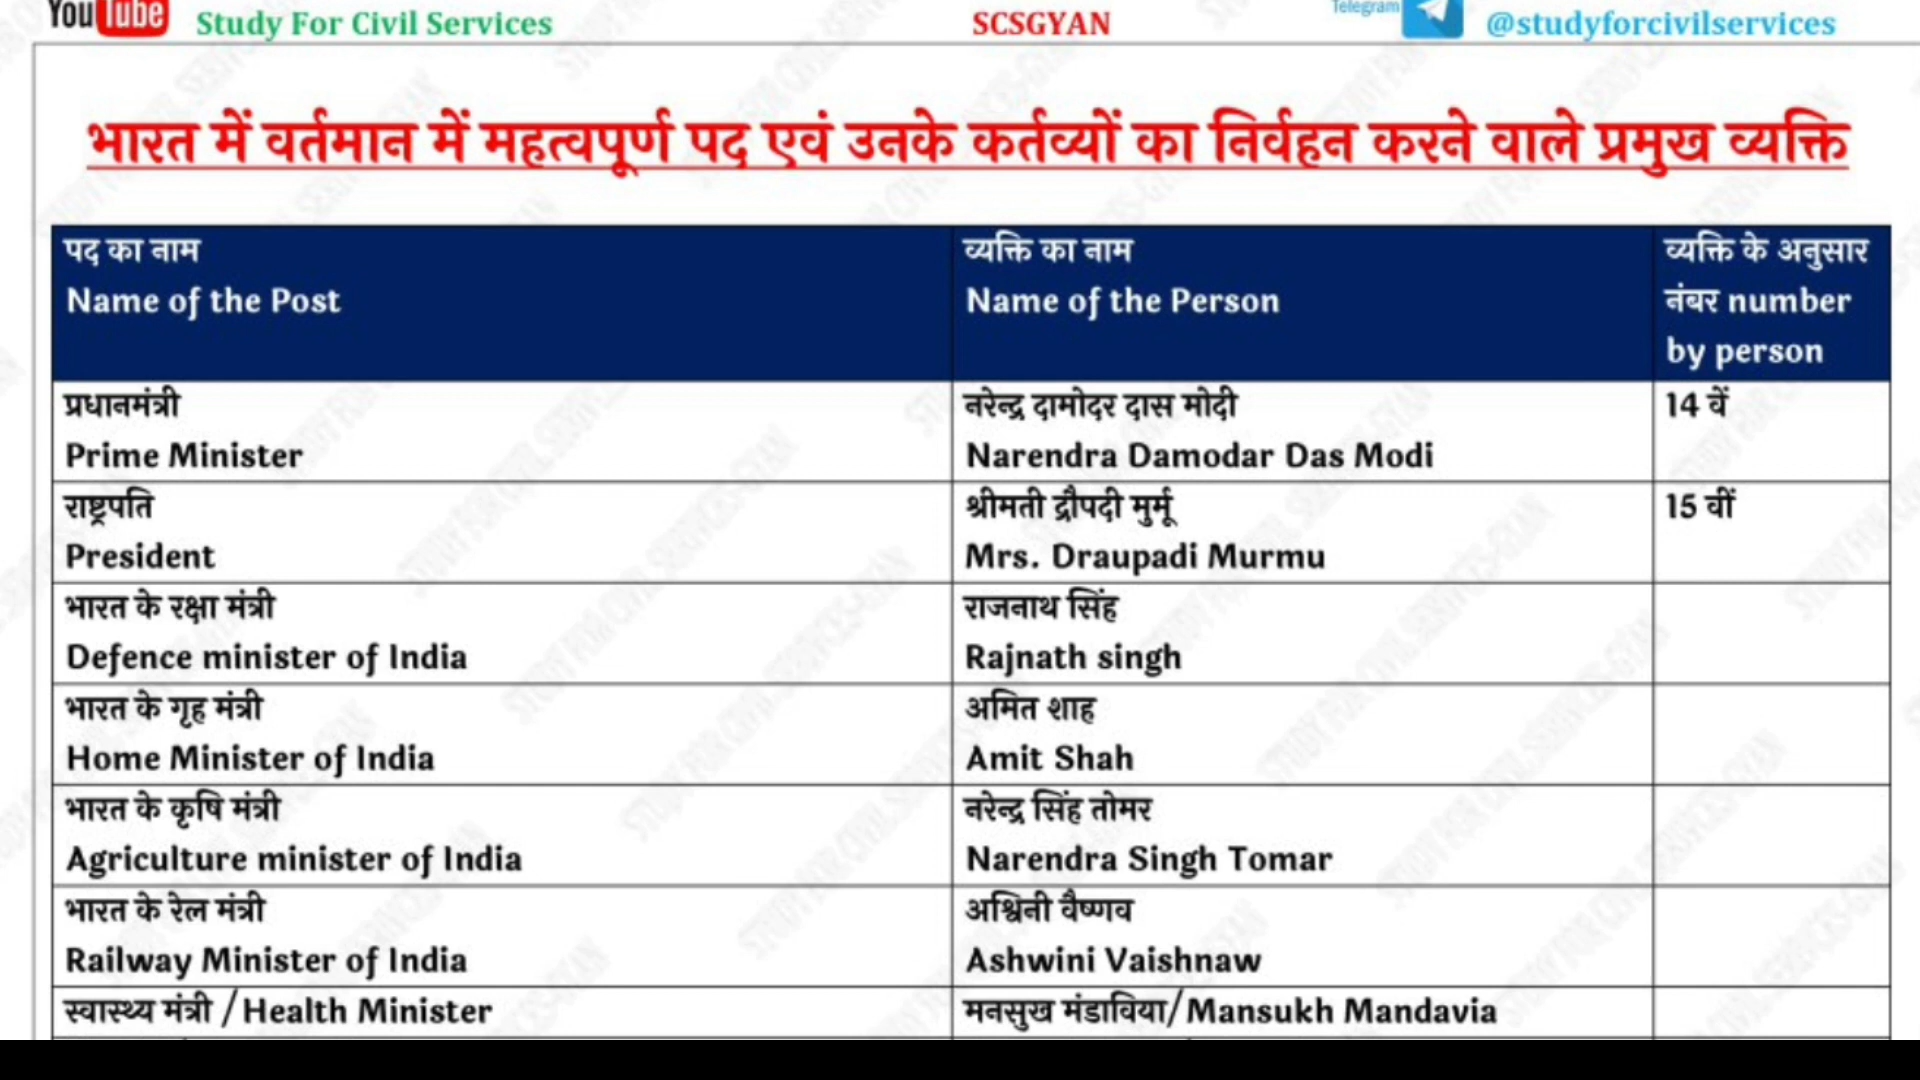 YouTube Study For Civil Services SCSGYAN Telegram @studyforcivilservices
भारत में वर्तमान में महत्वपूर्ण पद एवं उनके कर्तव्यों का निर्वहन करने वाले प्रमुख व्यक्ति
पद का नाम
Name of the Post
व्यक्ति का नाम
Name of the Person
व्यक्ति के अनुसार
नंबर number
by person
प्रधानमंत्री
Prime Minister
नरेन्द्र दामोदर दास मोदी
Narendra Damodar Das Modi
14 वें
राष्ट्रपति
President
श्रीमती द्रौपदी मुर्मू
Mrs. Draupadi Murmu
15 वीं
भारत के रक्षा मंत्री
Defence minister of India
राजनाथ सिंह
Rajnath singh
भारत के गृह मंत्री
Home Minister of India
अमित शाह
Amit Shah
भारत के कृषि मंत्री
Agriculture minister of India
नरेन्द्र सिंह तोमर
Narendra Singh Tomar
भारत के रेल मंत्री
Railway Minister of India
अश्विनी वैष्णव
Ashwini Vaishnaw
स्वास्थ्य मंत्री /Health Minister
मनसुख मंडाविया/Mansukh Mandavia